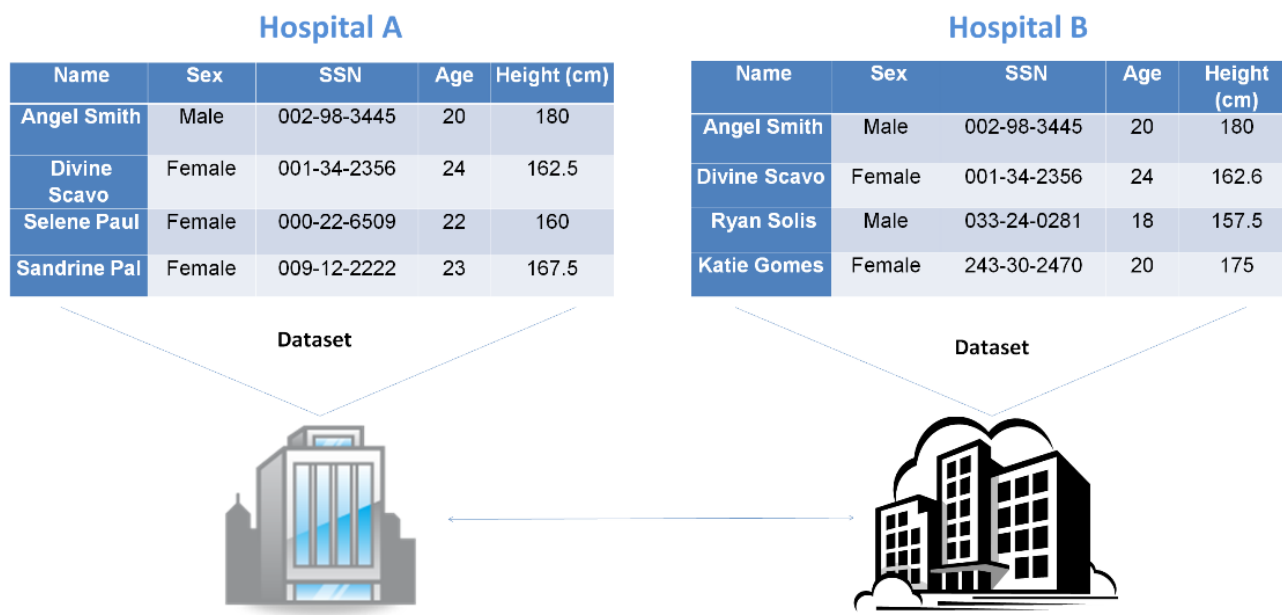 Hospital A
Name Sex SSN Age Height (cm)
Angel Smith Male 002-98-3445 20 180
Divine Female 001-34-2356 24 162.5
Scavo
Selene Paul Female 000-22-6509 22 160
Sandrine Pal Female 009-12-2222 23 167.5
Dataset
Hospital B
Name Sex SSN Age Height
(cm)
Angel Smith Male 002-98-3445 20 180
Divine Scavo Female 001-34-2356 24 162.6
Ryan Solis Male 033-24-0281 18 157.5
Katie Gomes Female 243-30-2470 20 175
Dataset